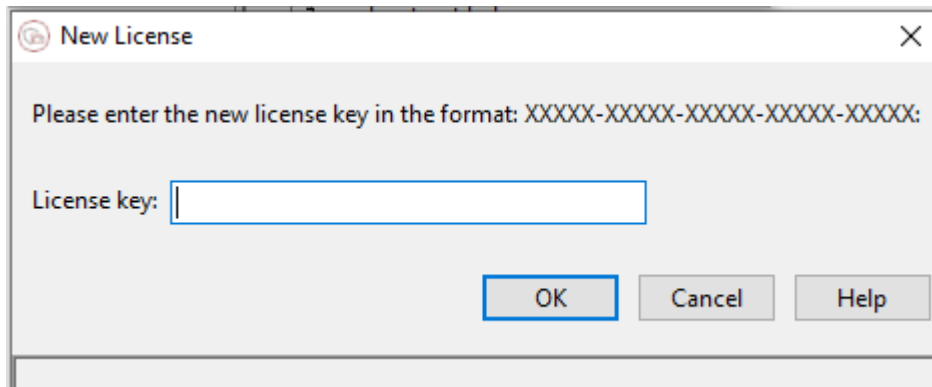 New License
Please enter the new license key in the format: XXXXX-XXXXX-XXXXX-XXXXX-XXXXX:
License key:
OK Cancel Help